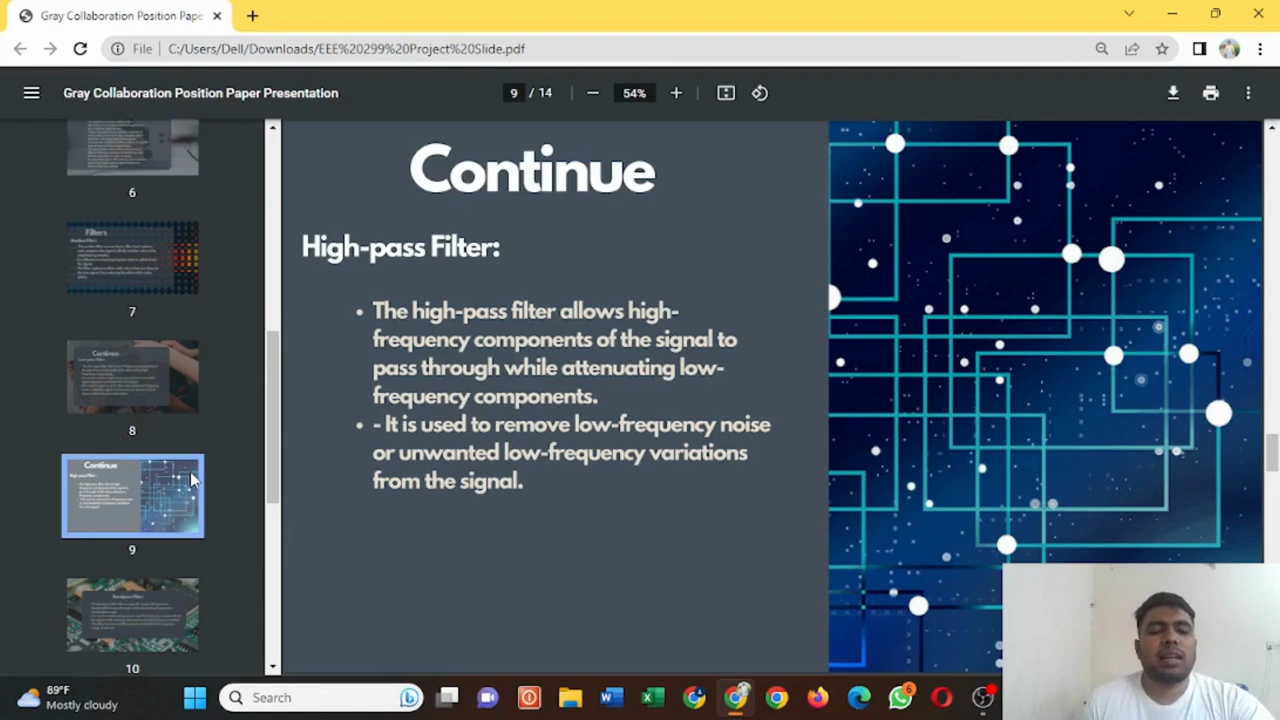 Gray Collaboration Position Pape
File C:/Users/Dell/Downloads/EEE%20299%20Project%20Slide.pdf
Gray Collaboration Position Paper Presentation
9 / 14
54%
6
Filters
7
Continue
8
Continue
9
10
Continue
High-pass Filter:
• The high-pass filter allows high-
frequency components of the signal to
pass through while attenuating low-
frequency components.
• - It is used to remove low-frequency noise
or unwanted low-frequency variations
from the signal.
89°F
Mostly cloudy
Search